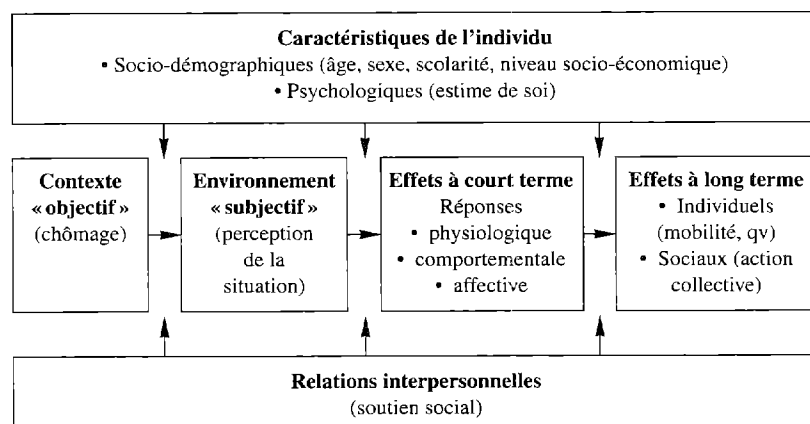 Caractéristiques de l'individu
• Socio-démographiques (âge, sexe, scolarité, niveau socio-économique)
• Psychologiques (estime de soi)
Contexte
« objectif »
(chômage)
Environnement
« subjectif »
(perception
de la
situation)
Effets à court terme
Réponses
• physiologique
• comportementale
• affective
Effets à long terme
• Individuels
(mobilité, qv)
• Sociaux (action
collective)
Relations interpersonnelles
(soutien social)